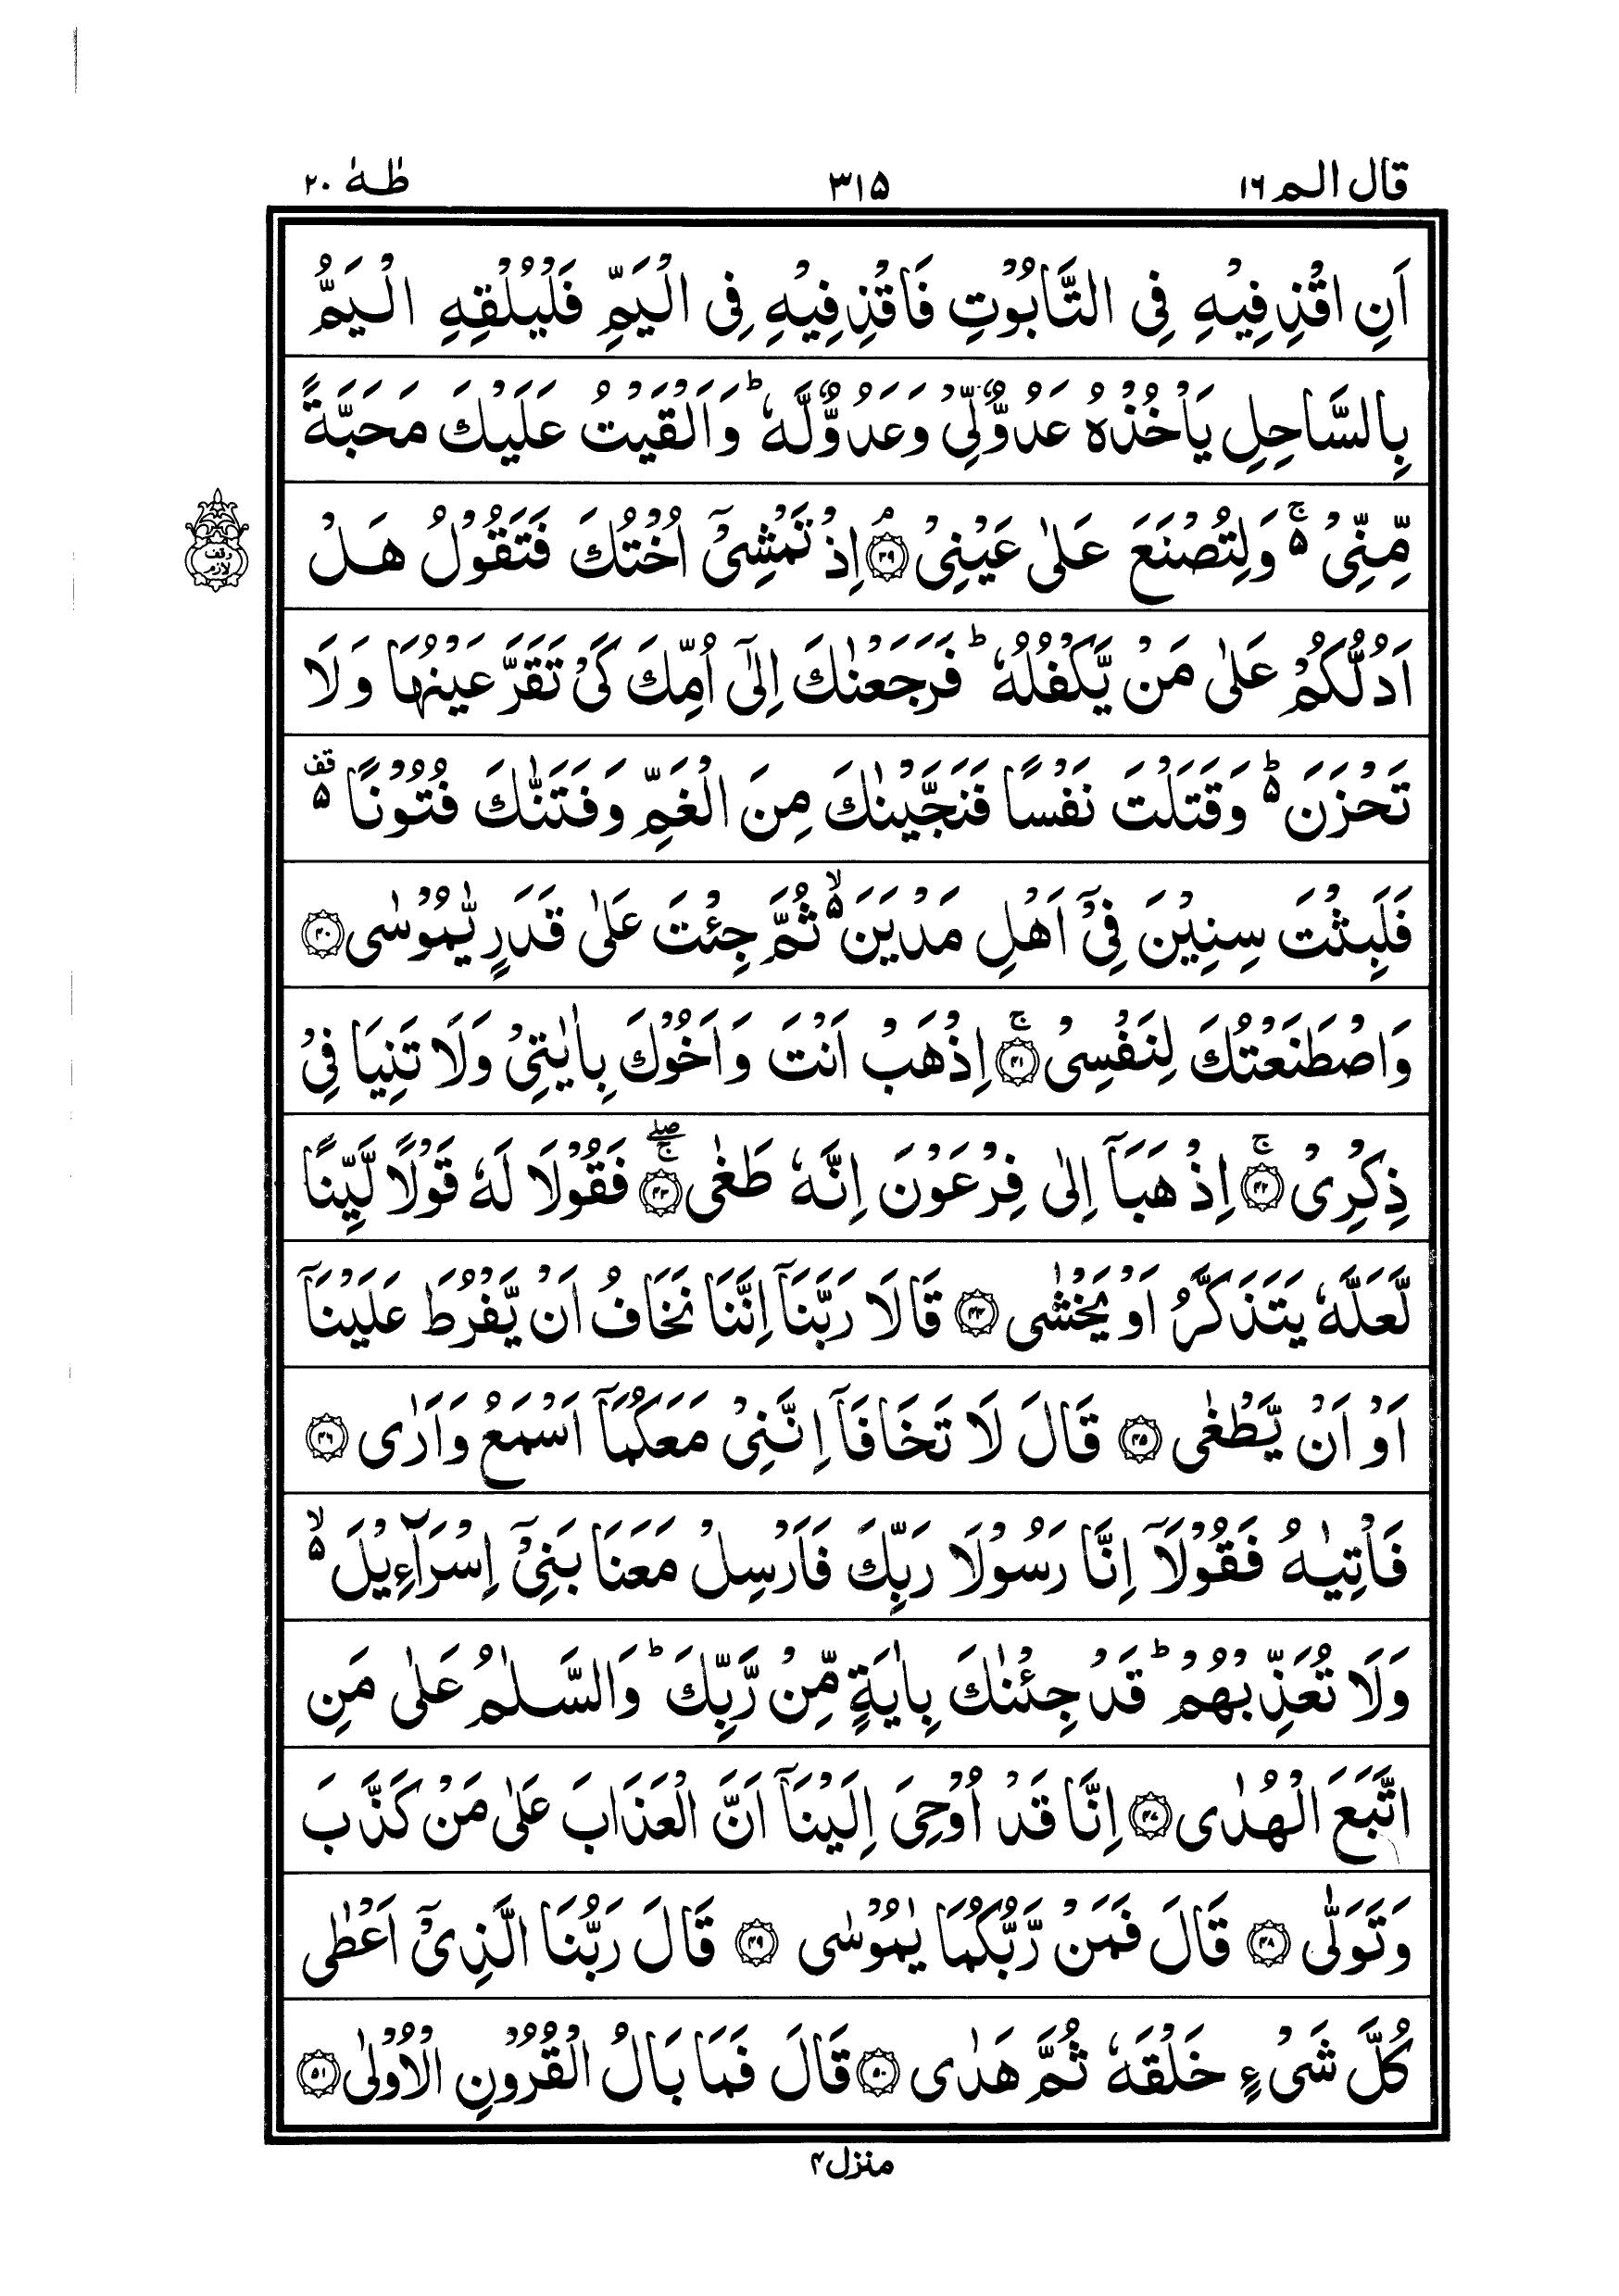 قال الم ١٦
٣١٥
طٰهٰ ٢٠
اَنِ اقْذِفِيْهِ فِى التَّابُوْتِ فَاقْذِفِيْهِ فِى الْيَمِّ فَلْيُلْقِهِ الْيَمُّ
بِالسَّاحِلِ يَاْخُذْهُ عَدُوٌّ لِّىْ وَعَدُوٌّ لَّهٗ ؕ وَاَلْقَيْتُ عَلَيْكَ مَحَبَّةً
مِّنِّىْ ۚ۬ وَلِتُصْنَعَ عَلٰى عَيْنِىْ ۘ﴿۳۹﴾ اِذْ تَمْشِىْۤ اُخْتُكَ فَتَقُوْلُ هَلْ
وقف لازم
اَدُلُّكُمْ عَلٰى مَنْ يَّكْفُلُهٗ ؕ فَرَجَعْنٰكَ اِلٰٓى اُمِّكَ كَىْ تَقَرَّ عَيْنُهَا وَلَا
تَحْزَنَ ؕ۬ وَقَتَلْتَ نَفْسًا فَنَجَّيْنٰكَ مِنَ الْغَمِّ وَفَتَنّٰكَ فُتُوْنًا ۵ قف
فَلَبِثْتَ سِنِيْنَ فِىْۤ اَهْلِ مَدْيَنَ ۙ۬ ثُمَّ جِئْتَ عَلٰى قَدَرٍ يّٰمُوْسٰى ﴿۴۰﴾
وَاصْطَنَعْتُكَ لِنَفْسِىْ ۚ﴿۴۱﴾ اِذْهَبْ اَنْتَ وَاَخُوْكَ بِاٰيٰتِىْ وَلَا تَنِيَا فِىْ
ذِكْرِىْ ۚ﴿۴۲﴾ اِذْهَبَاۤ اِلٰى فِرْعَوْنَ اِنَّهٗ طَغٰى ۚۖ﴿۴۳﴾ فَقُوْلَا لَهٗ قَوْلًا لَّيِّنًا
لَّعَلَّهٗ يَتَذَكَّرُ اَوْ يَخْشٰى ﴿۴۴﴾ قَالَا رَبَّنَاۤ اِنَّنَا نَخَافُ اَنْ يَّفْرُطَ عَلَيْنَاۤ
اَوْ اَنْ يَّطْغٰى ﴿۴۵﴾ قَالَ لَا تَخَافَاۤ اِنَّنِىْ مَعَكُمَاۤ اَسْمَعُ وَاَرٰى ﴿۴۶﴾
فَاْتِيٰهُ فَقُوْلَاۤ اِنَّا رَسُوْلَا رَبِّكَ فَاَرْسِلْ مَعَنَا بَنِىْۤ اِسْرَآءِيْلَ ۙ۬
وَلَا تُعَذِّبْهُمْ ؕ قَدْ جِئْنٰكَ بِاٰيَةٍ مِّنْ رَّبِّكَ ؕ وَالسَّلٰمُ عَلٰى مَنِ
اتَّبَعَ الْهُدٰى ﴿۴۷﴾ اِنَّا قَدْ اُوْحِىَ اِلَيْنَاۤ اَنَّ الْعَذَابَ عَلٰى مَنْ كَذَّبَ
وَتَوَلّٰى ﴿۴۸﴾ قَالَ فَمَنْ رَّبُّكُمَا يٰمُوْسٰى ﴿۴۹﴾ قَالَ رَبُّنَا الَّذِىْۤ اَعْطٰى
كُلَّ شَىْءٍ خَلْقَهٗ ثُمَّ هَدٰى ﴿۵۰﴾ قَالَ فَمَا بَالُ الْقُرُوْنِ الْاُوْلٰى ﴿۵۱﴾
منزل ۴